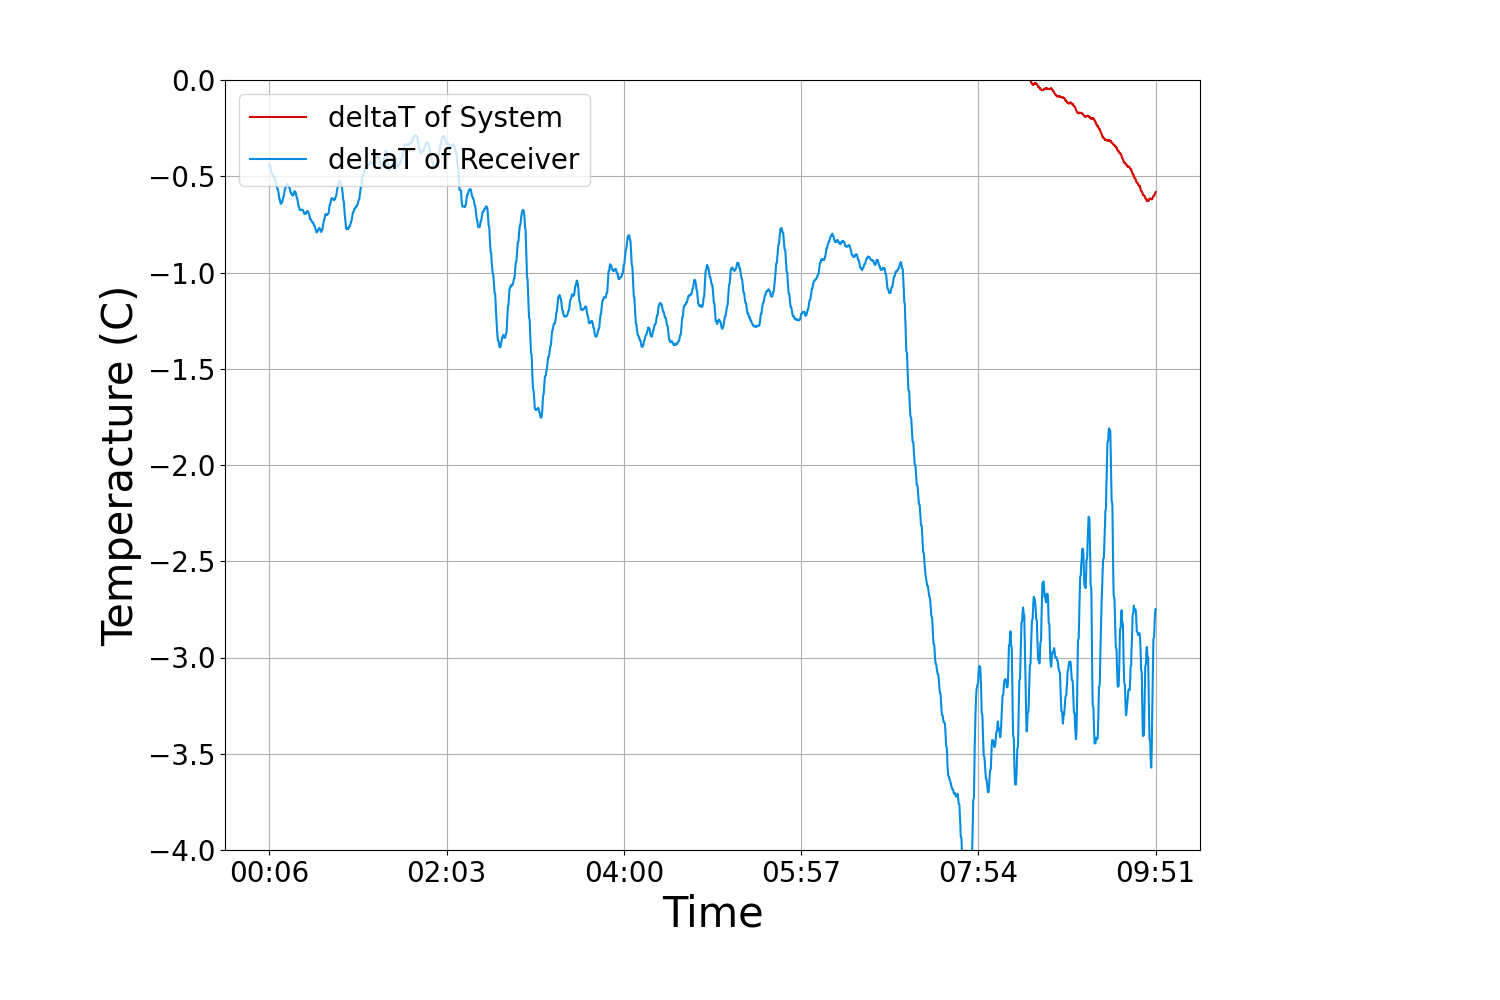 deltaT of System
deltaT of Receiver
0.0
−0.5
−1.0
−1.5
−2.0
−2.5
−3.0
−3.5
−4.0
Temperacture (C)
00:06 02:03 04:00 05:57 07:54 09:51
Time